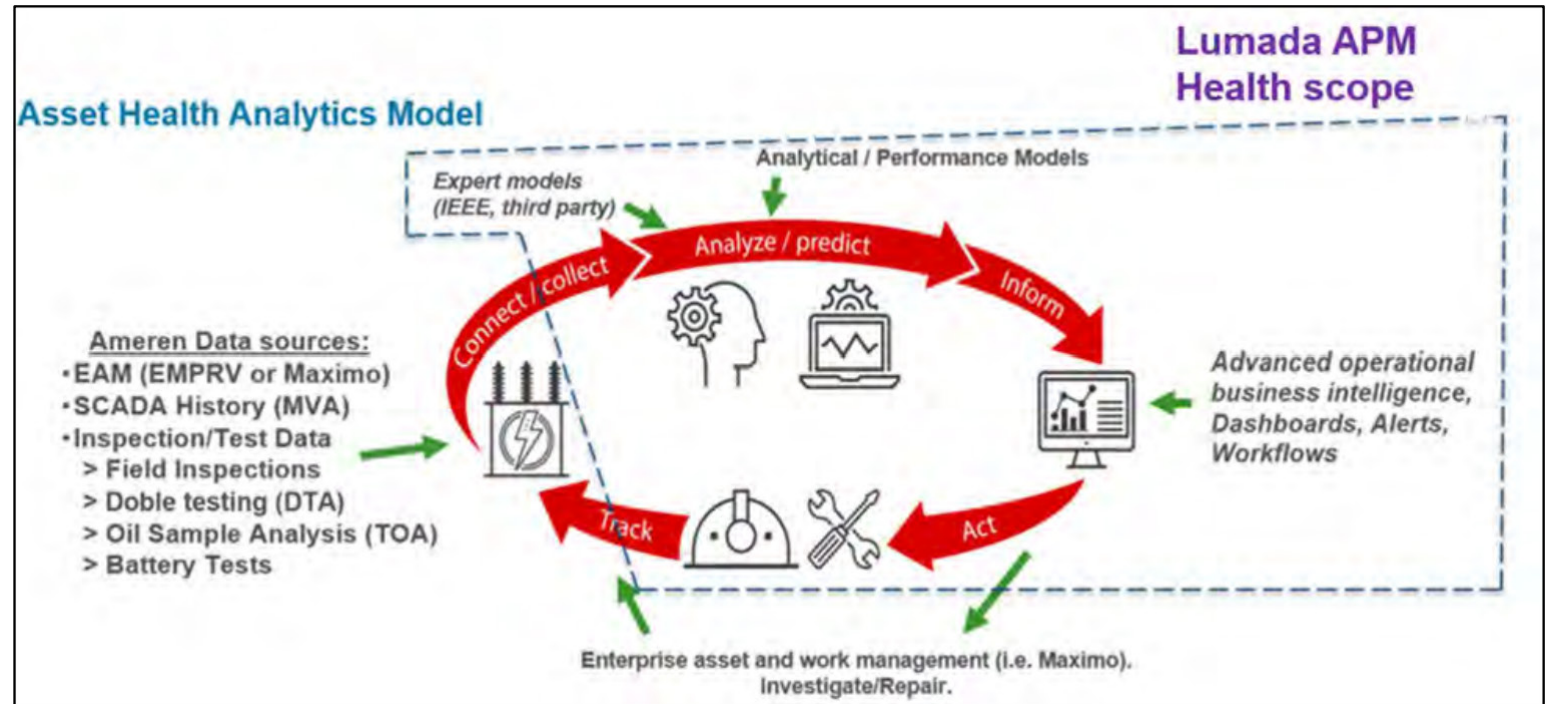 Lumada APM
Health scope
Asset Health Analytics Model
Analytical / Performance Models
Expert models
(IEEE, third party)
Connect / collect
Analyze / predict
Inform
Ameren Data sources:
•EAM (EMPRV or Maximo)
•SCADA History (MVA)
•Inspection/Test Data
> Field Inspections
> Doble testing (DTA)
> Oil Sample Analysis (TOA)
> Battery Tests
Advanced operational
business intelligence,
Dashboards, Alerts,
Workflows
Track
Act
Enterprise asset and work management (i.e. Maximo).
Investigate/Repair.